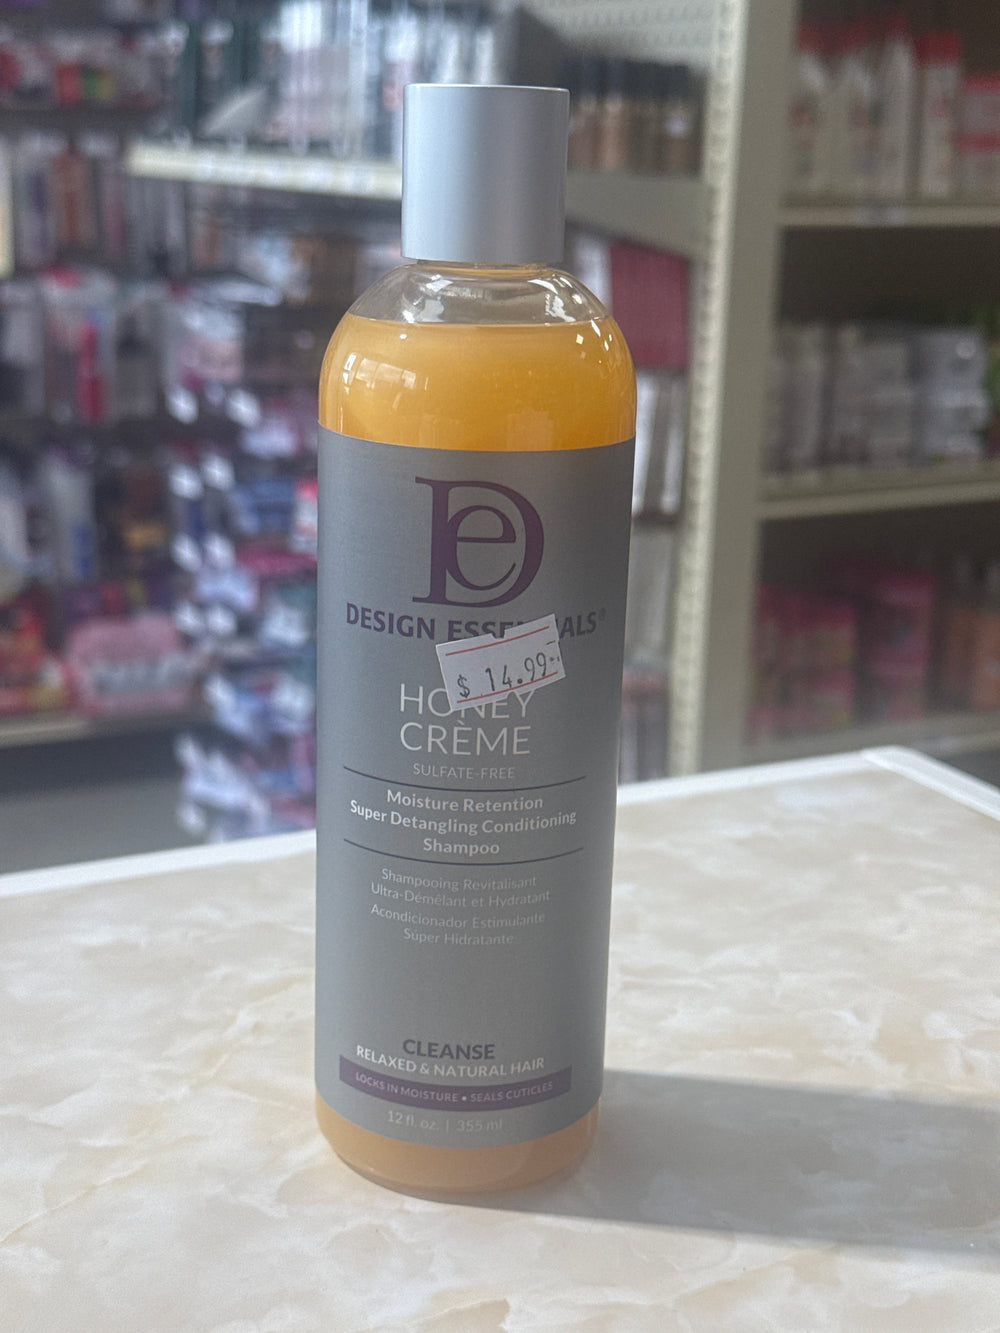 De
DESIGN ESSENTIALS®
$ 14.99
HONEY
CRÈME
SULFATE-FREE
Moisture Retention
Super Detangling Conditioning
Shampoo
Shampooing Revitalisant
Ultra-Démêlant et Hydratant
Acondicionador Estimulante
Súper Hidratante
CLEANSE
RELAXED & NATURAL HAIR
LOCKS IN MOISTURE • SEALS CUTICLES
12 fl. oz. | 355 ml